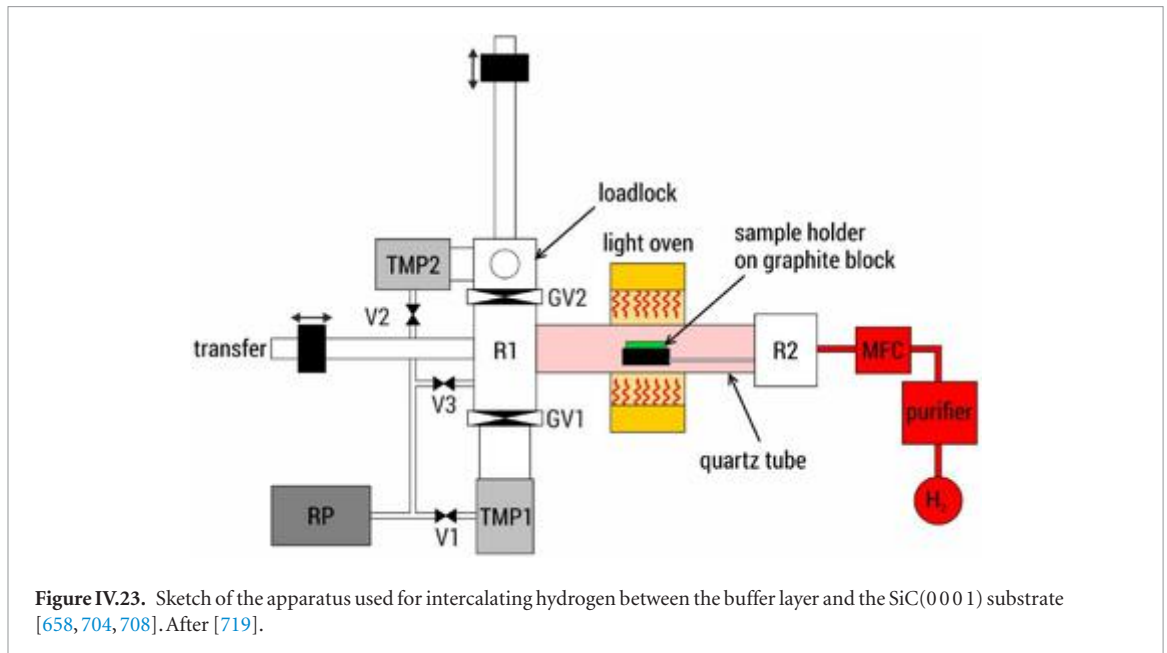 loadlock
sample holder
on graphite block
light oven
TMP2
GV2
V2
transfer
R1
R2
MFC
V3
GV1
purifier
quartz tube
RP
V1
TMP1
H₂
Figure IV.23. Sketch of the apparatus used for intercalating hydrogen between the buffer layer and the SiC(0 0 0 1) substrate
[658, 704, 708]. After [719].